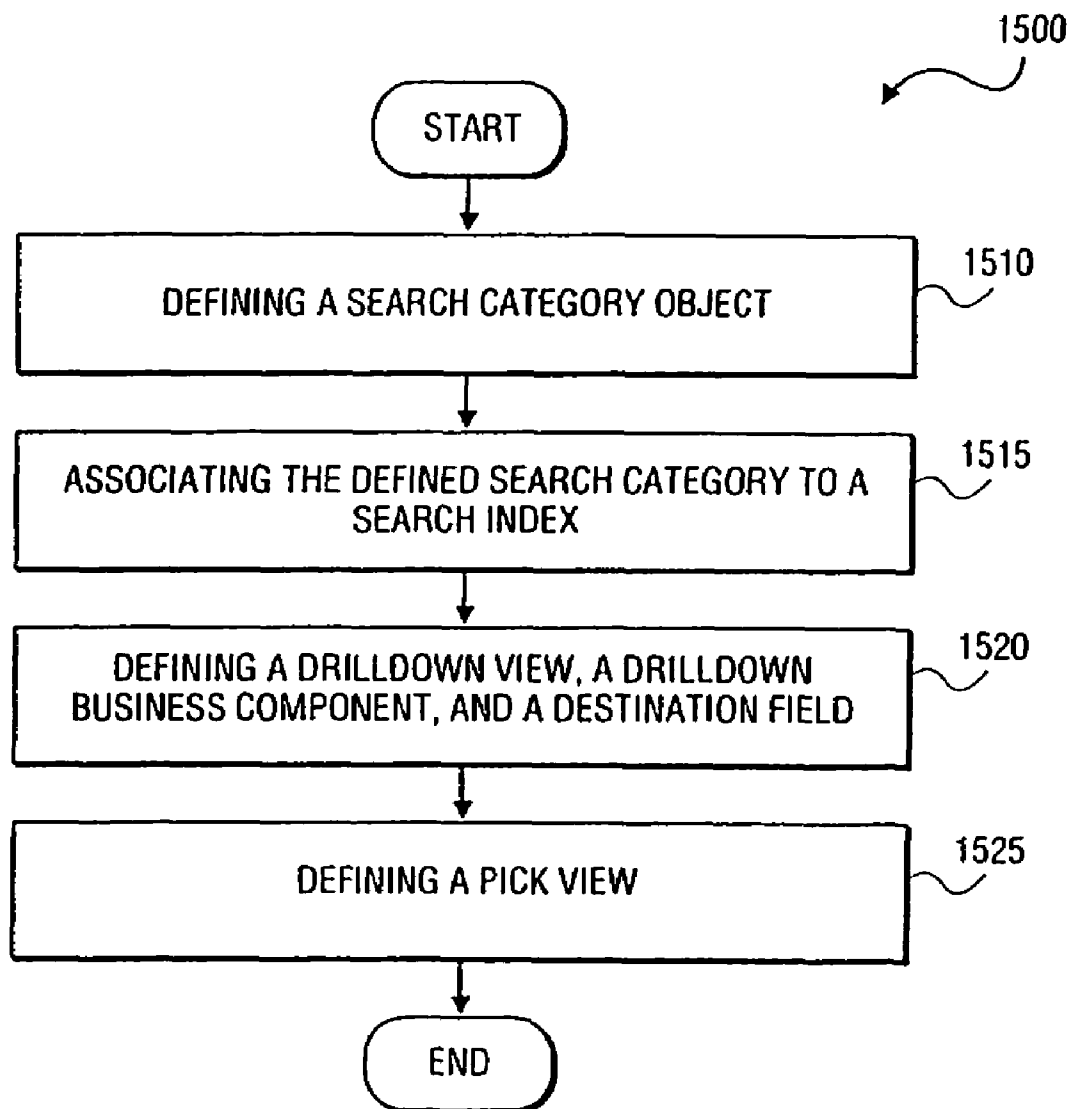 1500
START
DEFINING A SEARCH CATEGORY OBJECT
1510
ASSOCIATING THE DEFINED SEARCH CATEGORY TO A
SEARCH INDEX
1515
DEFINING A DRILLDOWN VIEW, A DRILLDOWN
BUSINESS COMPONENT, AND A DESTINATION FIELD
1520
DEFINING A PICK VIEW
1525
END